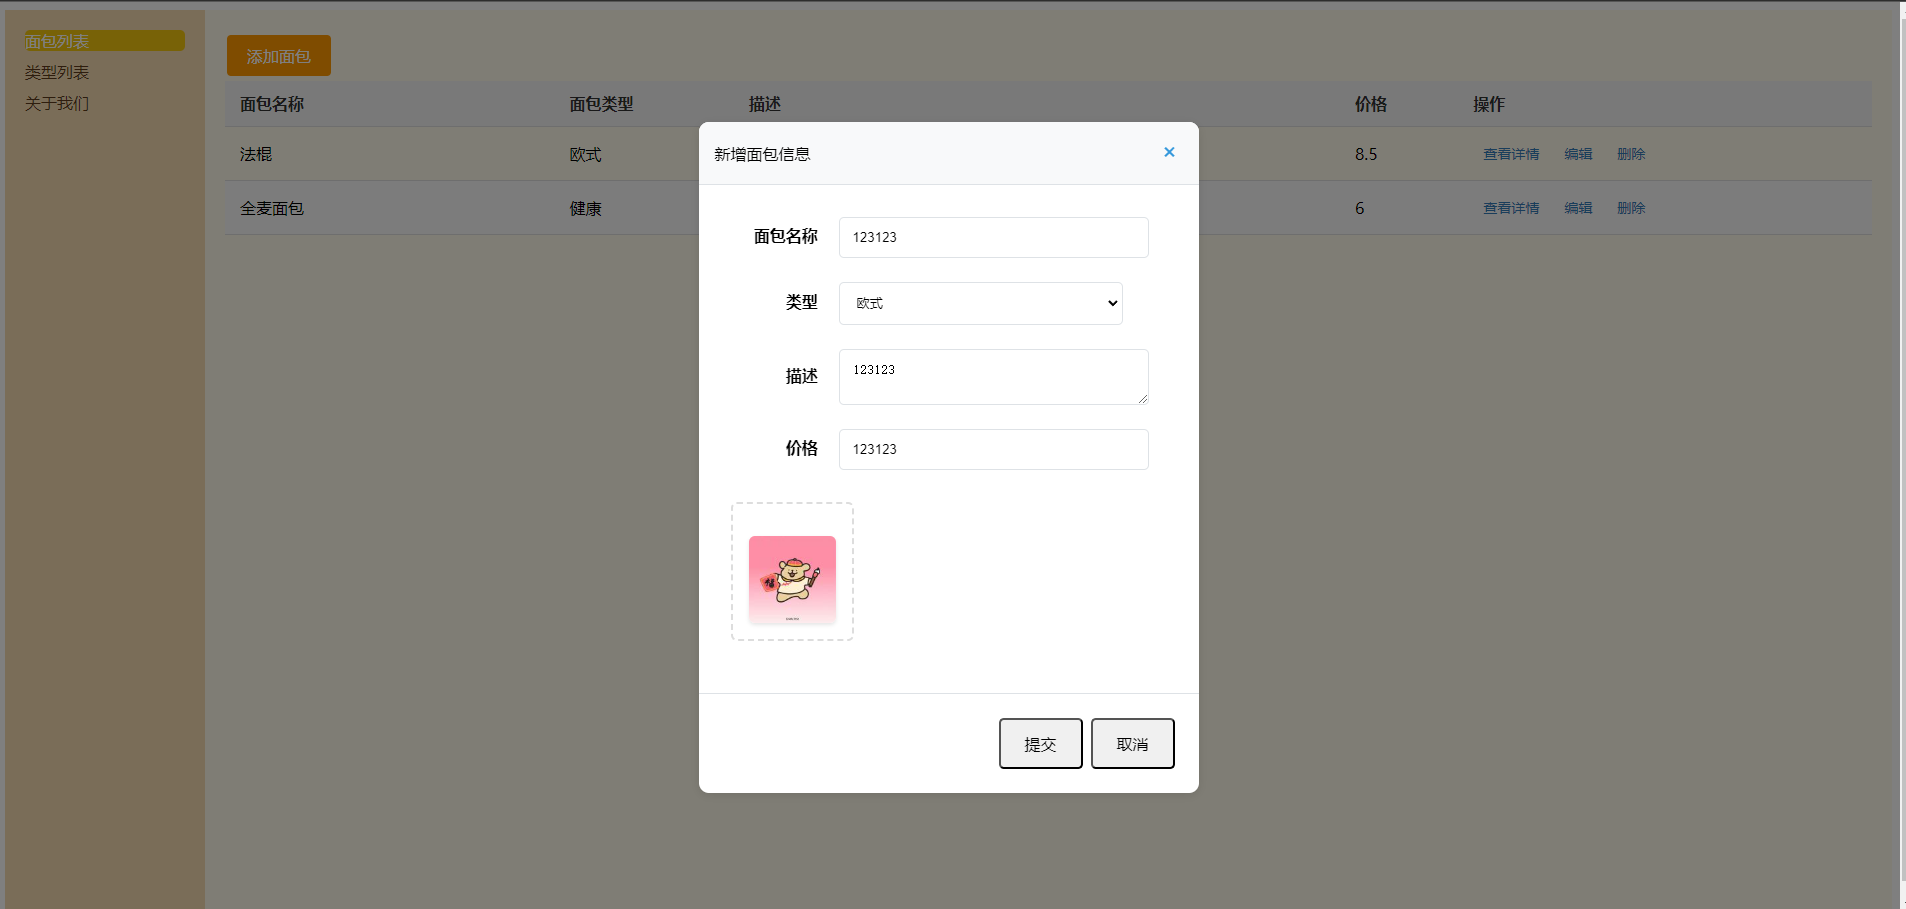 面包列表
类型列表
关于我们
添加面包
面包名称 面包类型 描述 价格 操作
法棍 欧式 8.5 查看详情 编辑 删除
全麦面包 健康 6 查看详情 编辑 删除
新增面包信息 ×
面包名称 123123
类型 欧式
描述 123123
价格 123123
福
提交 取消